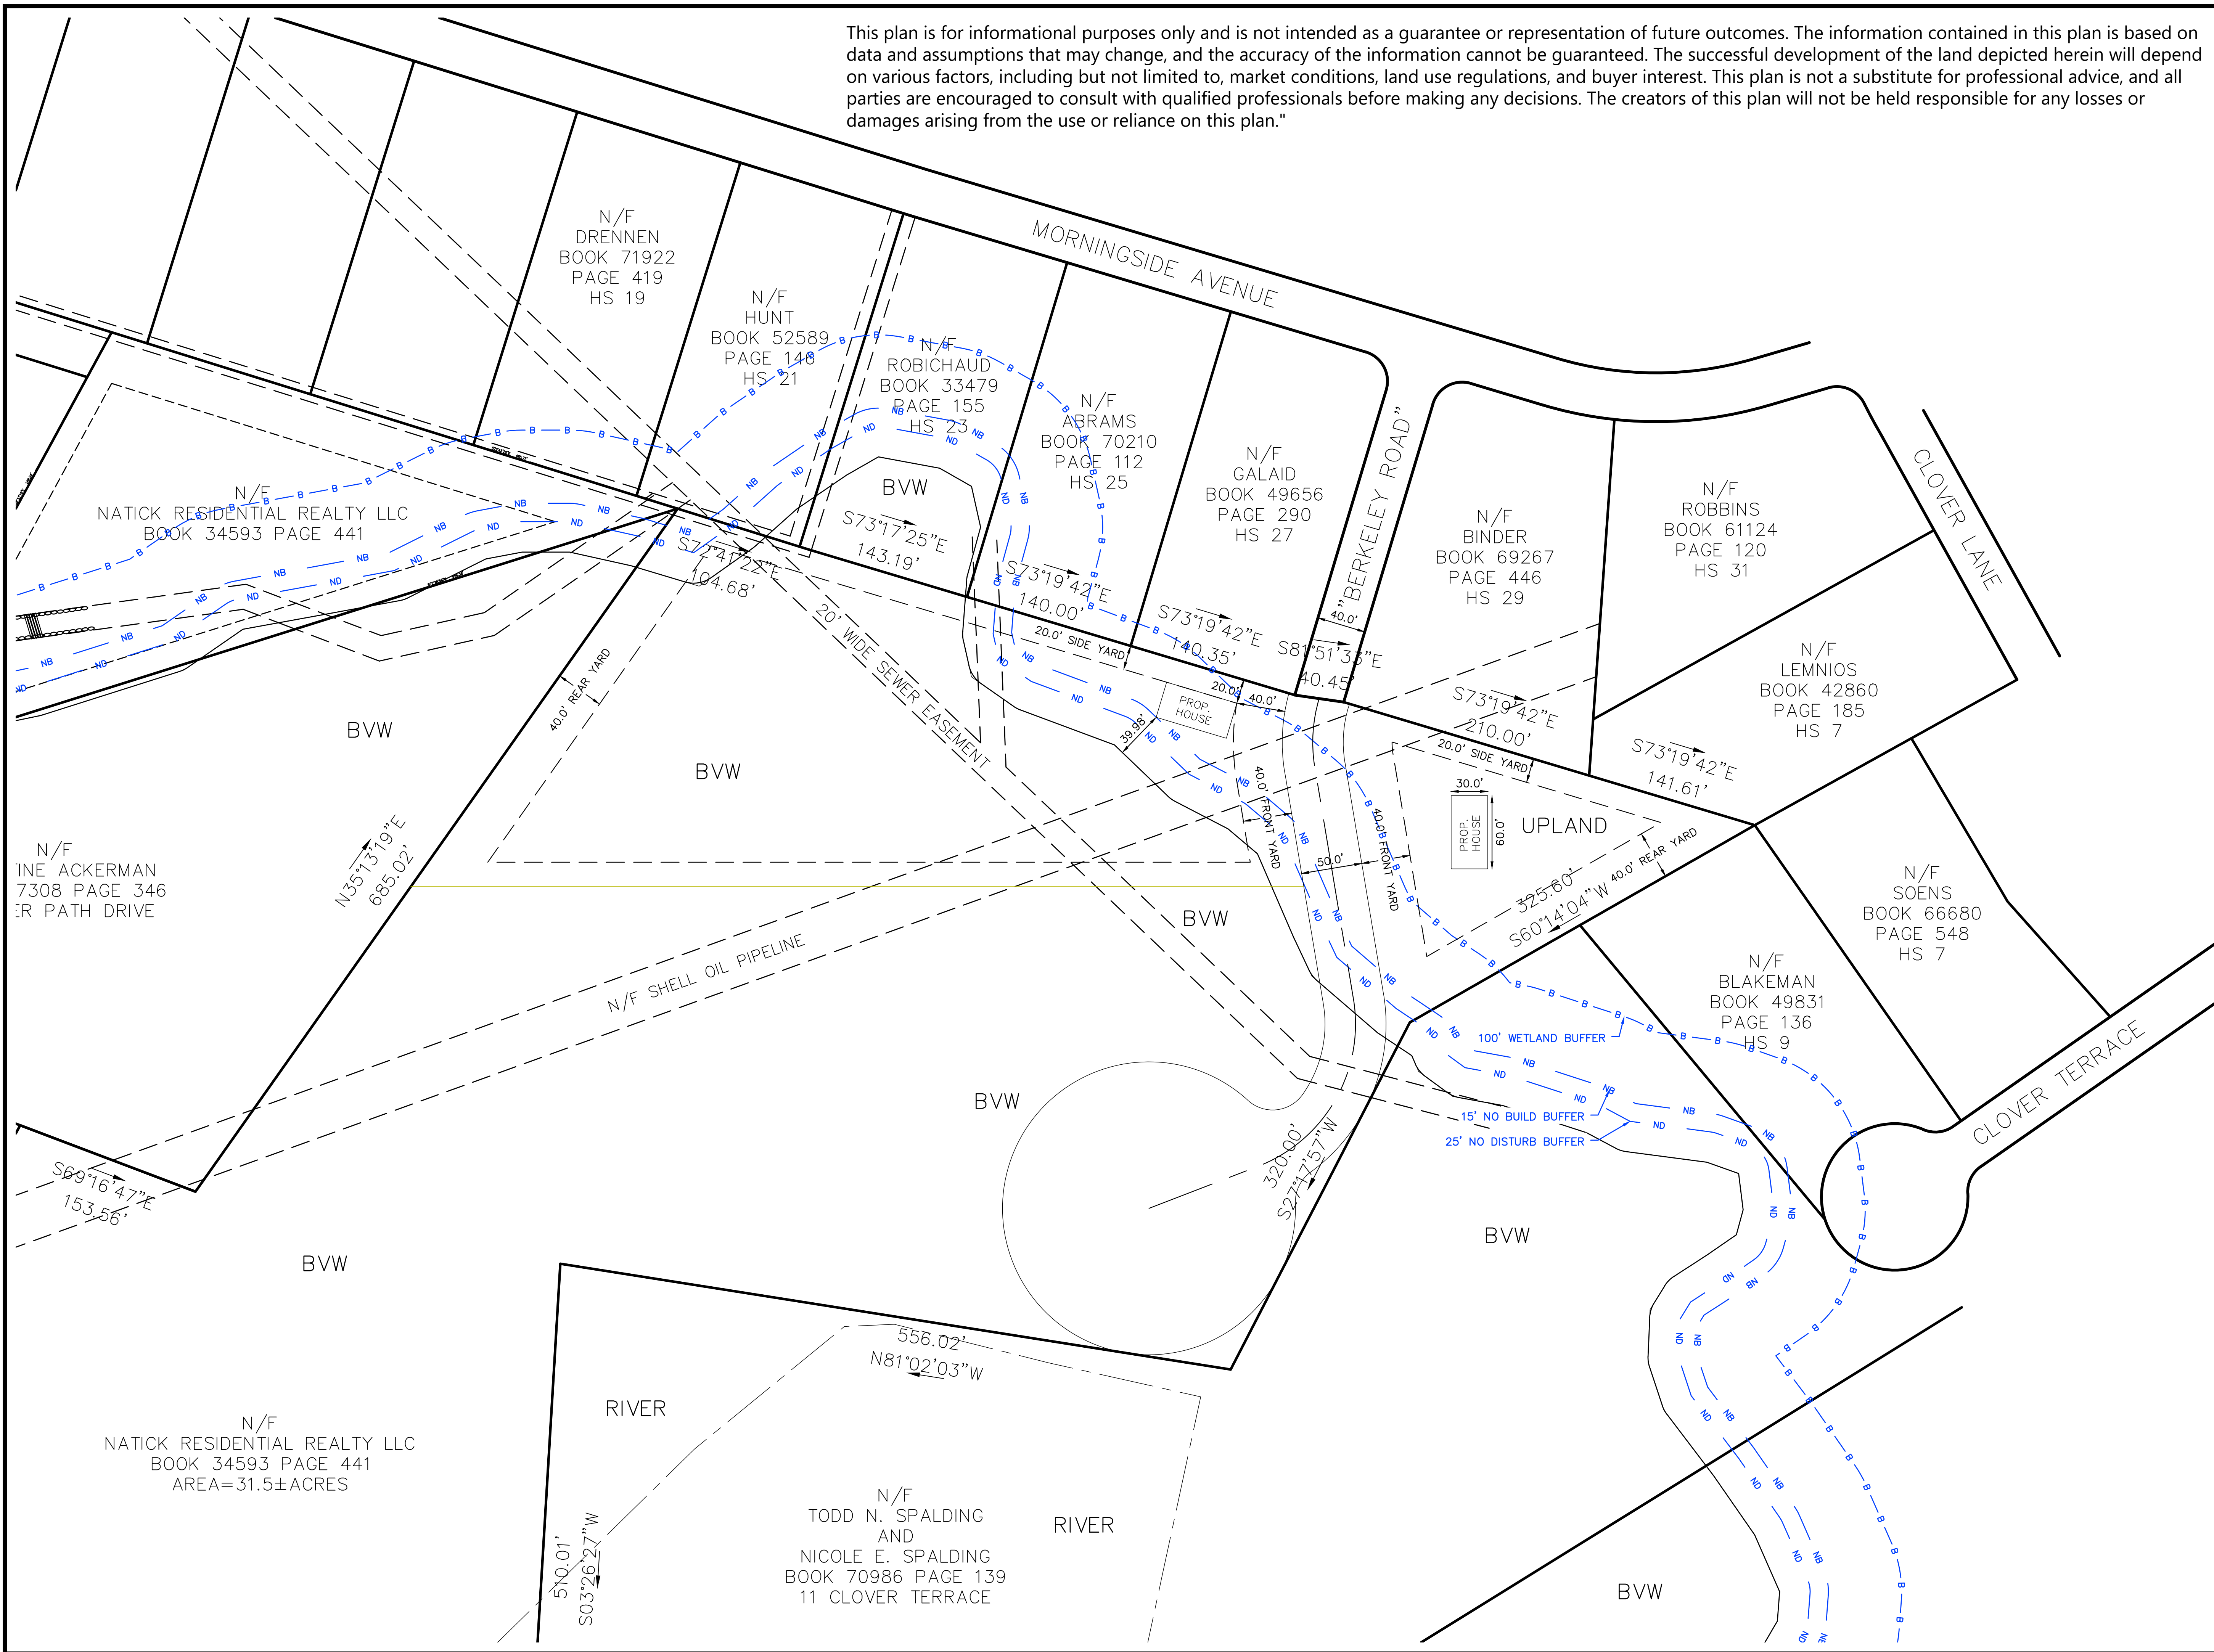 This plan is for informational purposes only and is not intended as a guarantee or representation of future outcomes. The information contained in this plan is based on
data and assumptions that may change, and the accuracy of the information cannot be guaranteed. The successful development of the land depicted herein will depend
on various factors, including but not limited to, market conditions, land use regulations, and buyer interest. This plan is not a substitute for professional advice, and all
parties are encouraged to consult with qualified professionals before making any decisions. The creators of this plan will not be held responsible for any losses or
damages arising from the use or reliance on this plan."
MORNINGSIDE AVENUE
N/F
DRENNEN
BOOK 71922
PAGE 419
HS 19
N/F
HUNT
BOOK 52589
PAGE 146
HS 21
N/F
ROBICHAUD
BOOK 33479
PAGE 155
HS 23
N/F
ABRAMS
BOOK 70210
PAGE 112
HS 25
N/F
GALAID
BOOK 49656
PAGE 290
HS 27
"BERKELEY ROAD"
40.0'
N/F
BINDER
BOOK 69267
PAGE 446
HS 29
N/F
ROBBINS
BOOK 61124
PAGE 120
HS 31
CLOVER LANE
N/F
LEMNIOS
BOOK 42860
PAGE 185
HS 7
N/F
NATICK RESIDENTIAL REALTY LLC
BOOK 34593 PAGE 441
BVW
S72°41'22"E
104.68'
S73°17'25"E
143.19'
S73°19'42"E
140.00'
S73°19'42"E
140.35'
S81°51'33"E
40.45'
S73°19'42"E
210.00'
S73°19'42"E
141.61'
20.0' SIDE YARD
20.0' SIDE YARD
40.0' REAR YARD
20' WIDE SEWER EASEMENT
PROP.
HOUSE
20.0'
40.0'
39.98'
40.0' FRONT YARD
40.0' FRONT YARD
50.0'
30.0'
60.0'
PROP.
HOUSE
UPLAND
40.0' REAR YARD
325.60'
S60°14'04"W
BVW
BVW
BVW
N35°13'19"E
685.02'
N/F
INE ACKERMAN
7308 PAGE 346
ER PATH DRIVE
N/F SHELL OIL PIPELINE
N/F
SOENS
BOOK 66680
PAGE 548
HS 7
N/F
BLAKEMAN
BOOK 49831
PAGE 136
HS 9
CLOVER TERRACE
100' WETLAND BUFFER
15' NO BUILD BUFFER
25' NO DISTURB BUFFER
BVW
320.00'
S27°17'57"W
S69°16'47"E
153.56'
BVW
BVW
556.02'
N81°02'03"W
RIVER
N/F
NATICK RESIDENTIAL REALTY LLC
BOOK 34593 PAGE 441
AREA=31.5±ACRES
510.01'
S03°26'27"W
N/F
TODD N. SPALDING
AND
NICOLE E. SPALDING
BOOK 70986 PAGE 139
11 CLOVER TERRACE
RIVER
BVW